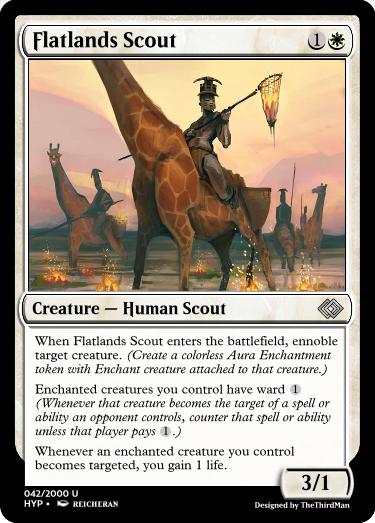 Flatlands Scout 1
Creature — Human Scout
When Flatlands Scout enters the battlefield, ennoble
target creature. (Create a colorless Aura Enchantment
token with Enchant creature attached to that creature.)
Enchanted creatures you control have ward 1
(Whenever that creature becomes the target of a spell or
ability an opponent controls, counter that spell or ability
unless that player pays 1.)
Whenever an enchanted creature you control
becomes targeted, you gain 1 life.
3/1
042/2000 U
HYP • REICHERAN
Designed by TheThirdMan